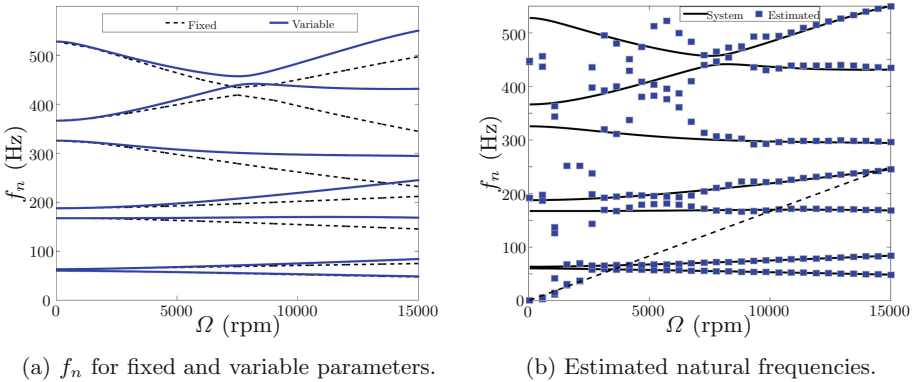 Fixed Variable
500
400
300
200
100
0
f_n (Hz)
0 5000 10000 15000
Ω (rpm)
(a) f_n for fixed and variable parameters.
System Estimated
500
400
300
200
100
0
f_n (Hz)
0 5000 10000 15000
Ω (rpm)
(b) Estimated natural frequencies.